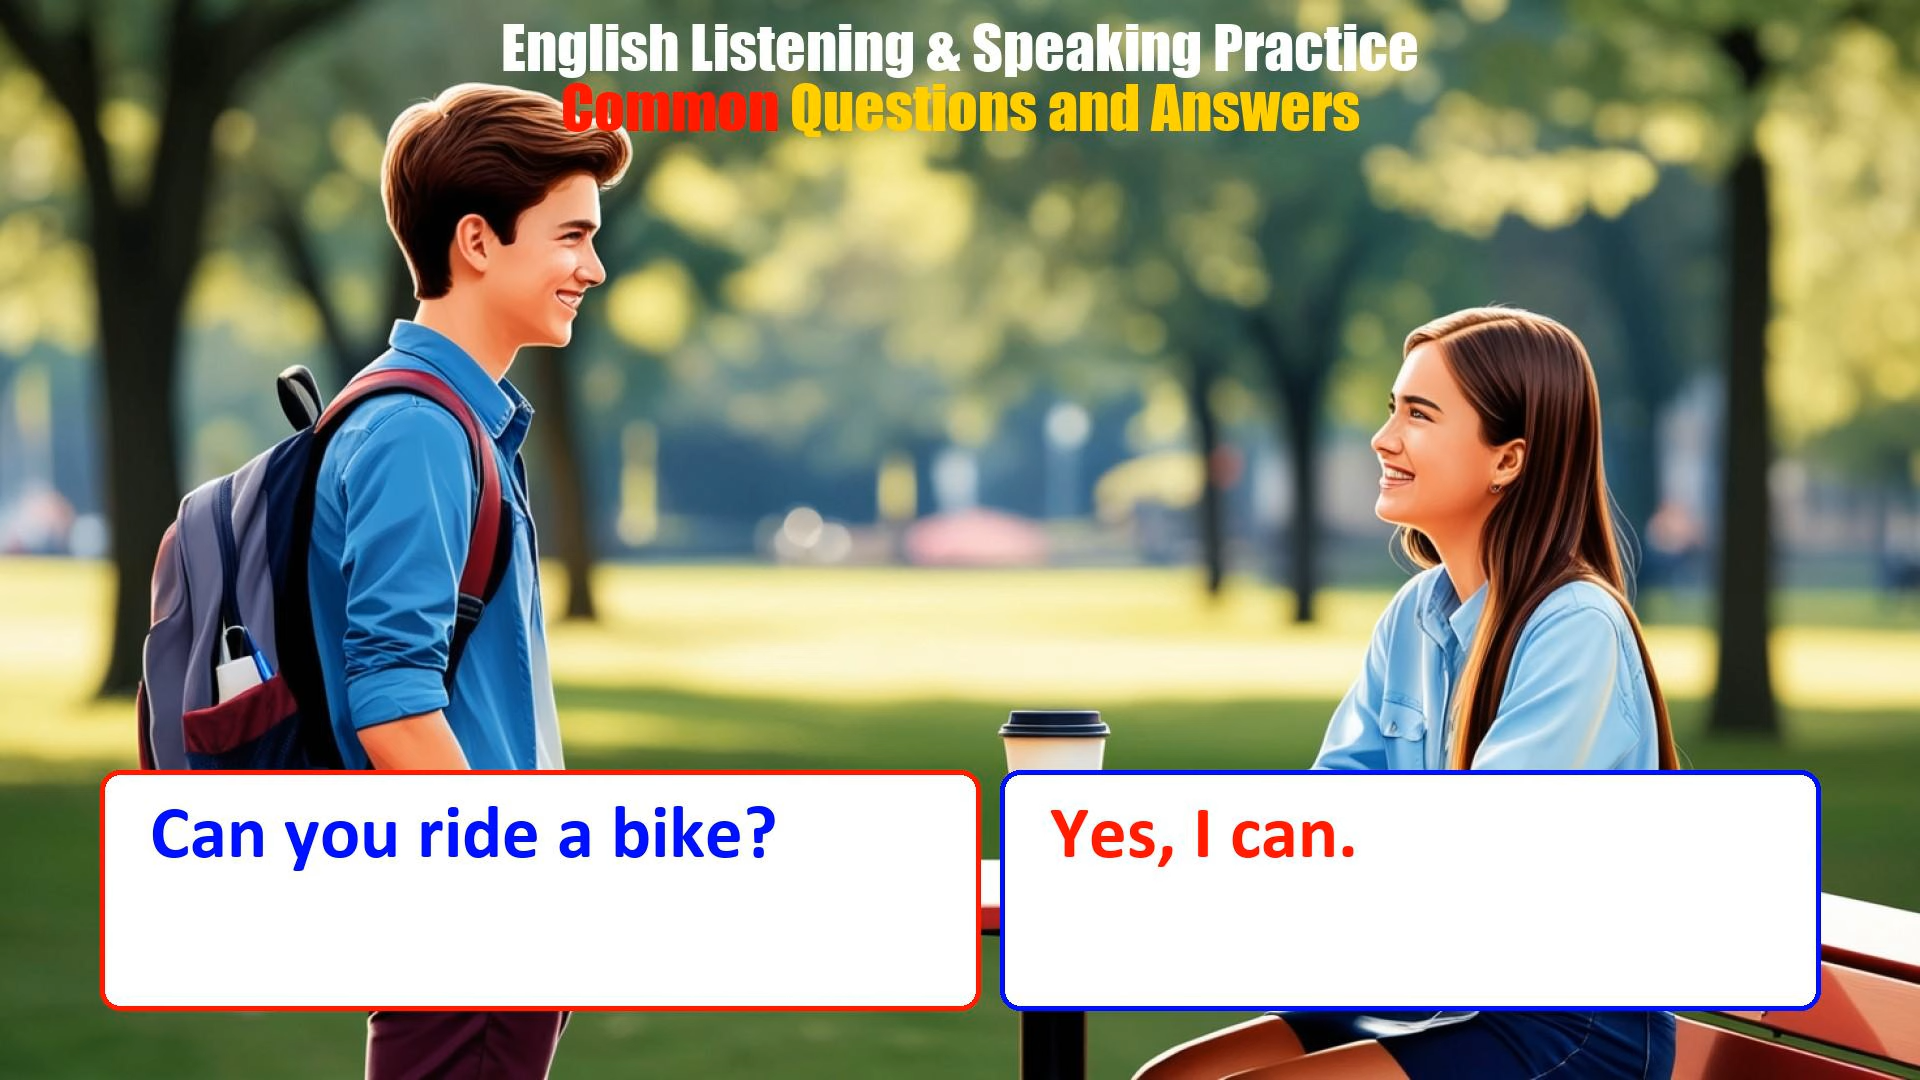 English Listening & Speaking Practice
Common Questions and Answers
Can you ride a bike?
Yes, I can.